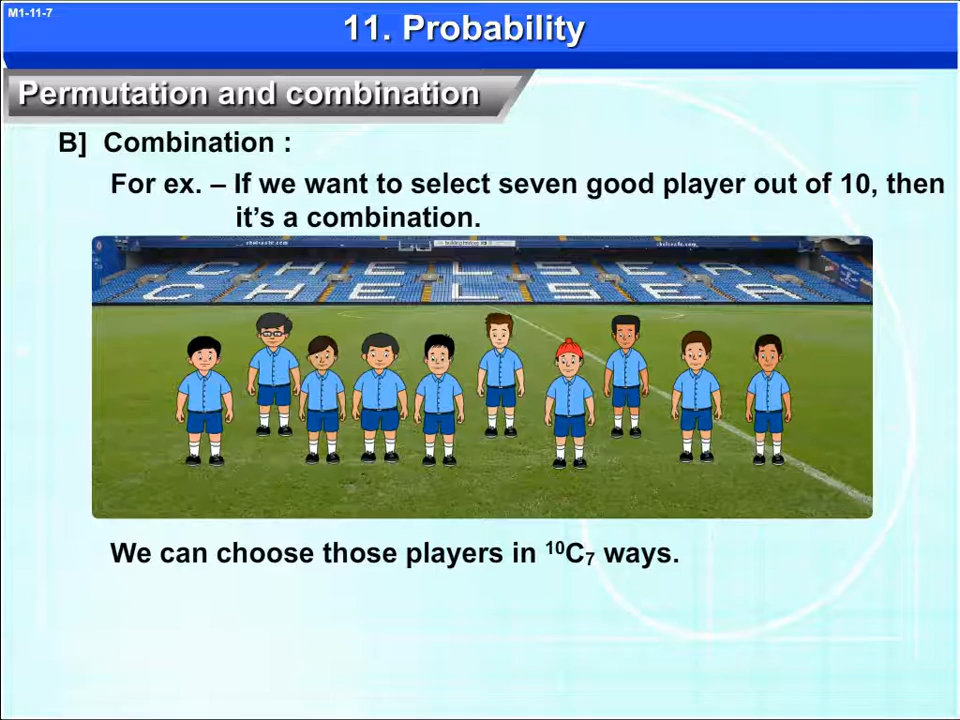 M1-11-7
11. Probability
Permutation and combination
B] Combination :
For ex. – If we want to select seven good player out of 10, then
it's a combination.
CHELSEA
CHELSEA
We can choose those players in ¹⁰C₇ ways.